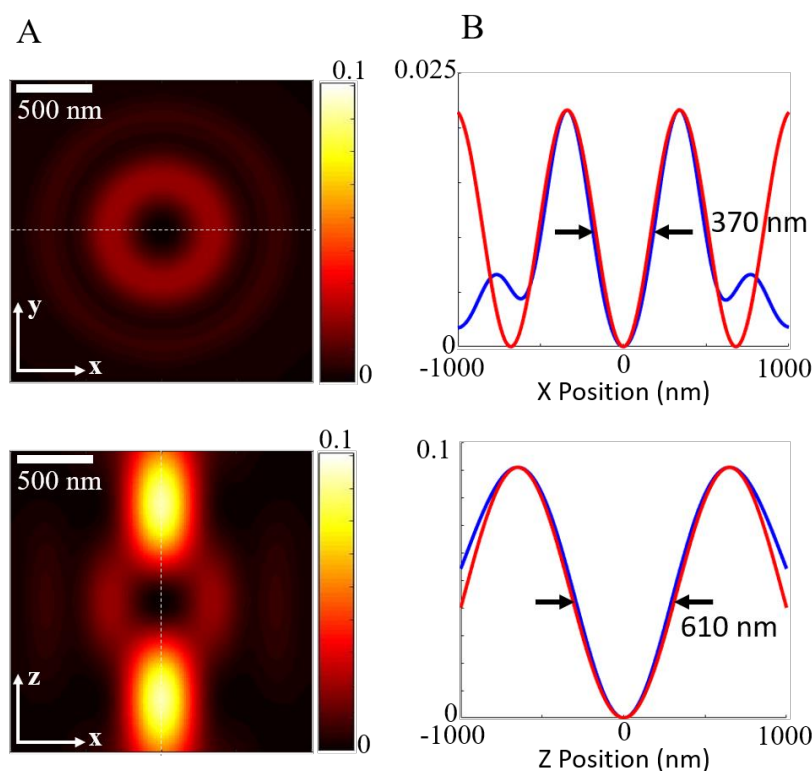 A
B
0.1
500 nm
y
x
0
0.025
370 nm
0
-1000
0
1000
X Position (nm)
0.1
500 nm
z
x
0
0.1
610 nm
0
-1000
0
1000
Z Position (nm)